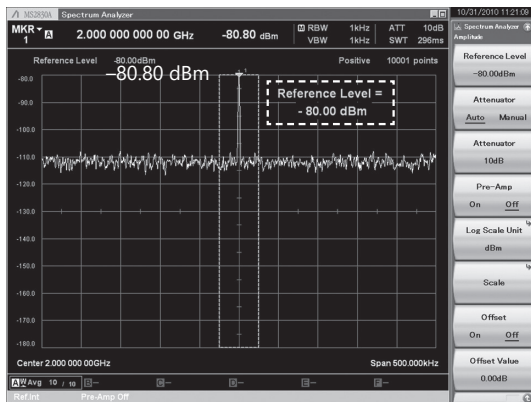 MS2830A Spectrum Analyzer
10/31/2010 11:21:09
MKR 1 A 2.000 000 000 00 GHz -80.80 dBm RBW 1kHz ATT 10dB
VBW 1kHz SWT 296ms
Spectrum Analyzer
Amplitude
Reference Level -80.00dBm Positive 10001 points
–80.80 dBm
1
Reference Level =
- 80.00 dBm
-80.0
-90.0
-100.0
-110.0
-120.0
-130.0
-140.0
-150.0
-160.0
-170.0
-180.0
Center 2.000 000 00GHz Span 500.000kHz
A W Avg 10 / 10 B- C- D- E- F-
Ref.Int Pre-Amp Off
Reference Level
-80.00dBm
Attenuator
Auto Manual
Attenuator
10dB
Pre-Amp
On Off
Log Scale Unit
dBm
Scale
Offset
On Off
Offset Value
0.00dB